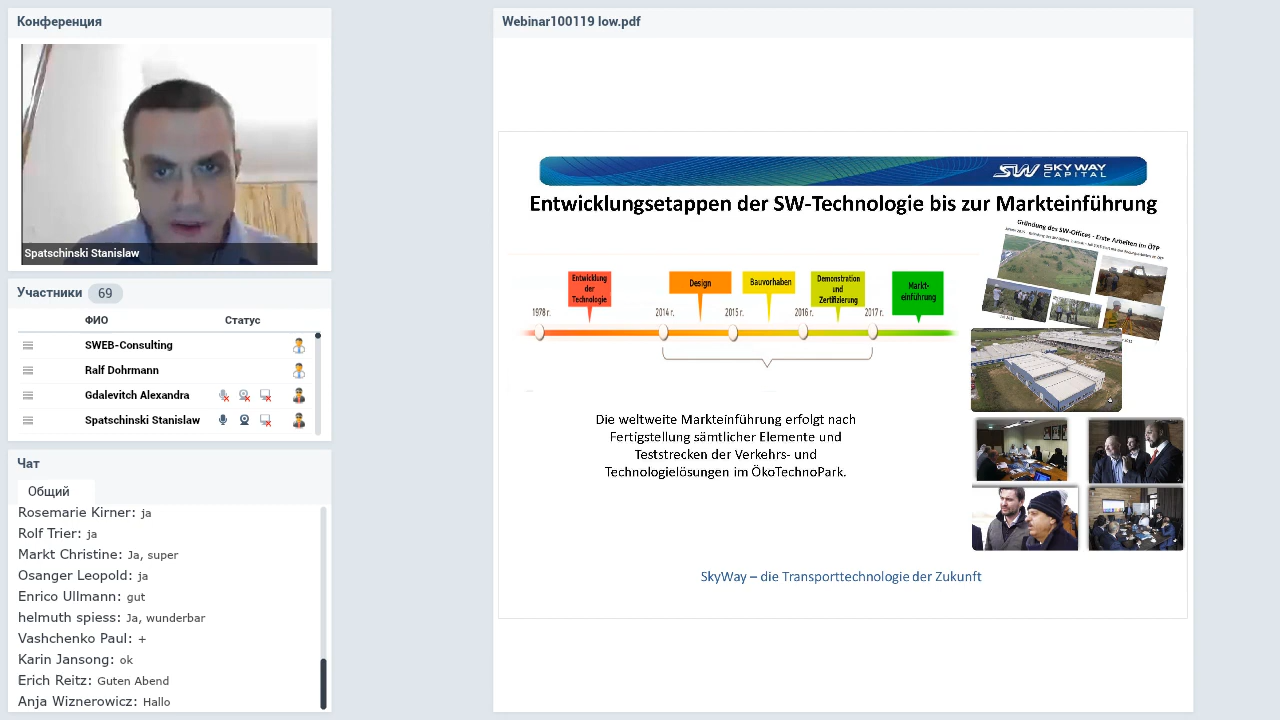 Конференция
Spatschinski Stanislaw
Участники 69
ФИО Статус
SWEB-Consulting
Ralf Dohrmann
Gdalevitch Alexandra
Spatschinski Stanislaw
Чат
Общий
Rosemarie Kirner: ja
Rolf Trier: ja
Markt Christine: Ja, super
Osanger Leopold: ja
Enrico Ullmann: gut
helmuth spiess: Ja, wunderbar
Vashchenko Paul: +
Karin Jansong: ok
Erich Reitz: Guten Abend
Anja Wiznerowicz: Hallo
Webinar100119 low.pdf
SW SKY WAY
CAPITAL
Entwicklungsetappen der SW-Technologie bis zur Markteinführung
Gründung des SW-Offices - Erste Arbeiten im ÖTP
Entwicklung
der
Technologie
Design
Bauvorhaben
Demonstration
und
Zertifizierung
Markt-
einführung
1978 г. 2014 г. 2015 г. 2016 г. 2017 г.
Die weltweite Markteinführung erfolgt nach
Fertigstellung sämtlicher Elemente und
Teststrecken der Verkehrs- und
Technologielösungen im ÖkoTechnoPark.
SkyWay – die Transporttechnologie der Zukunft